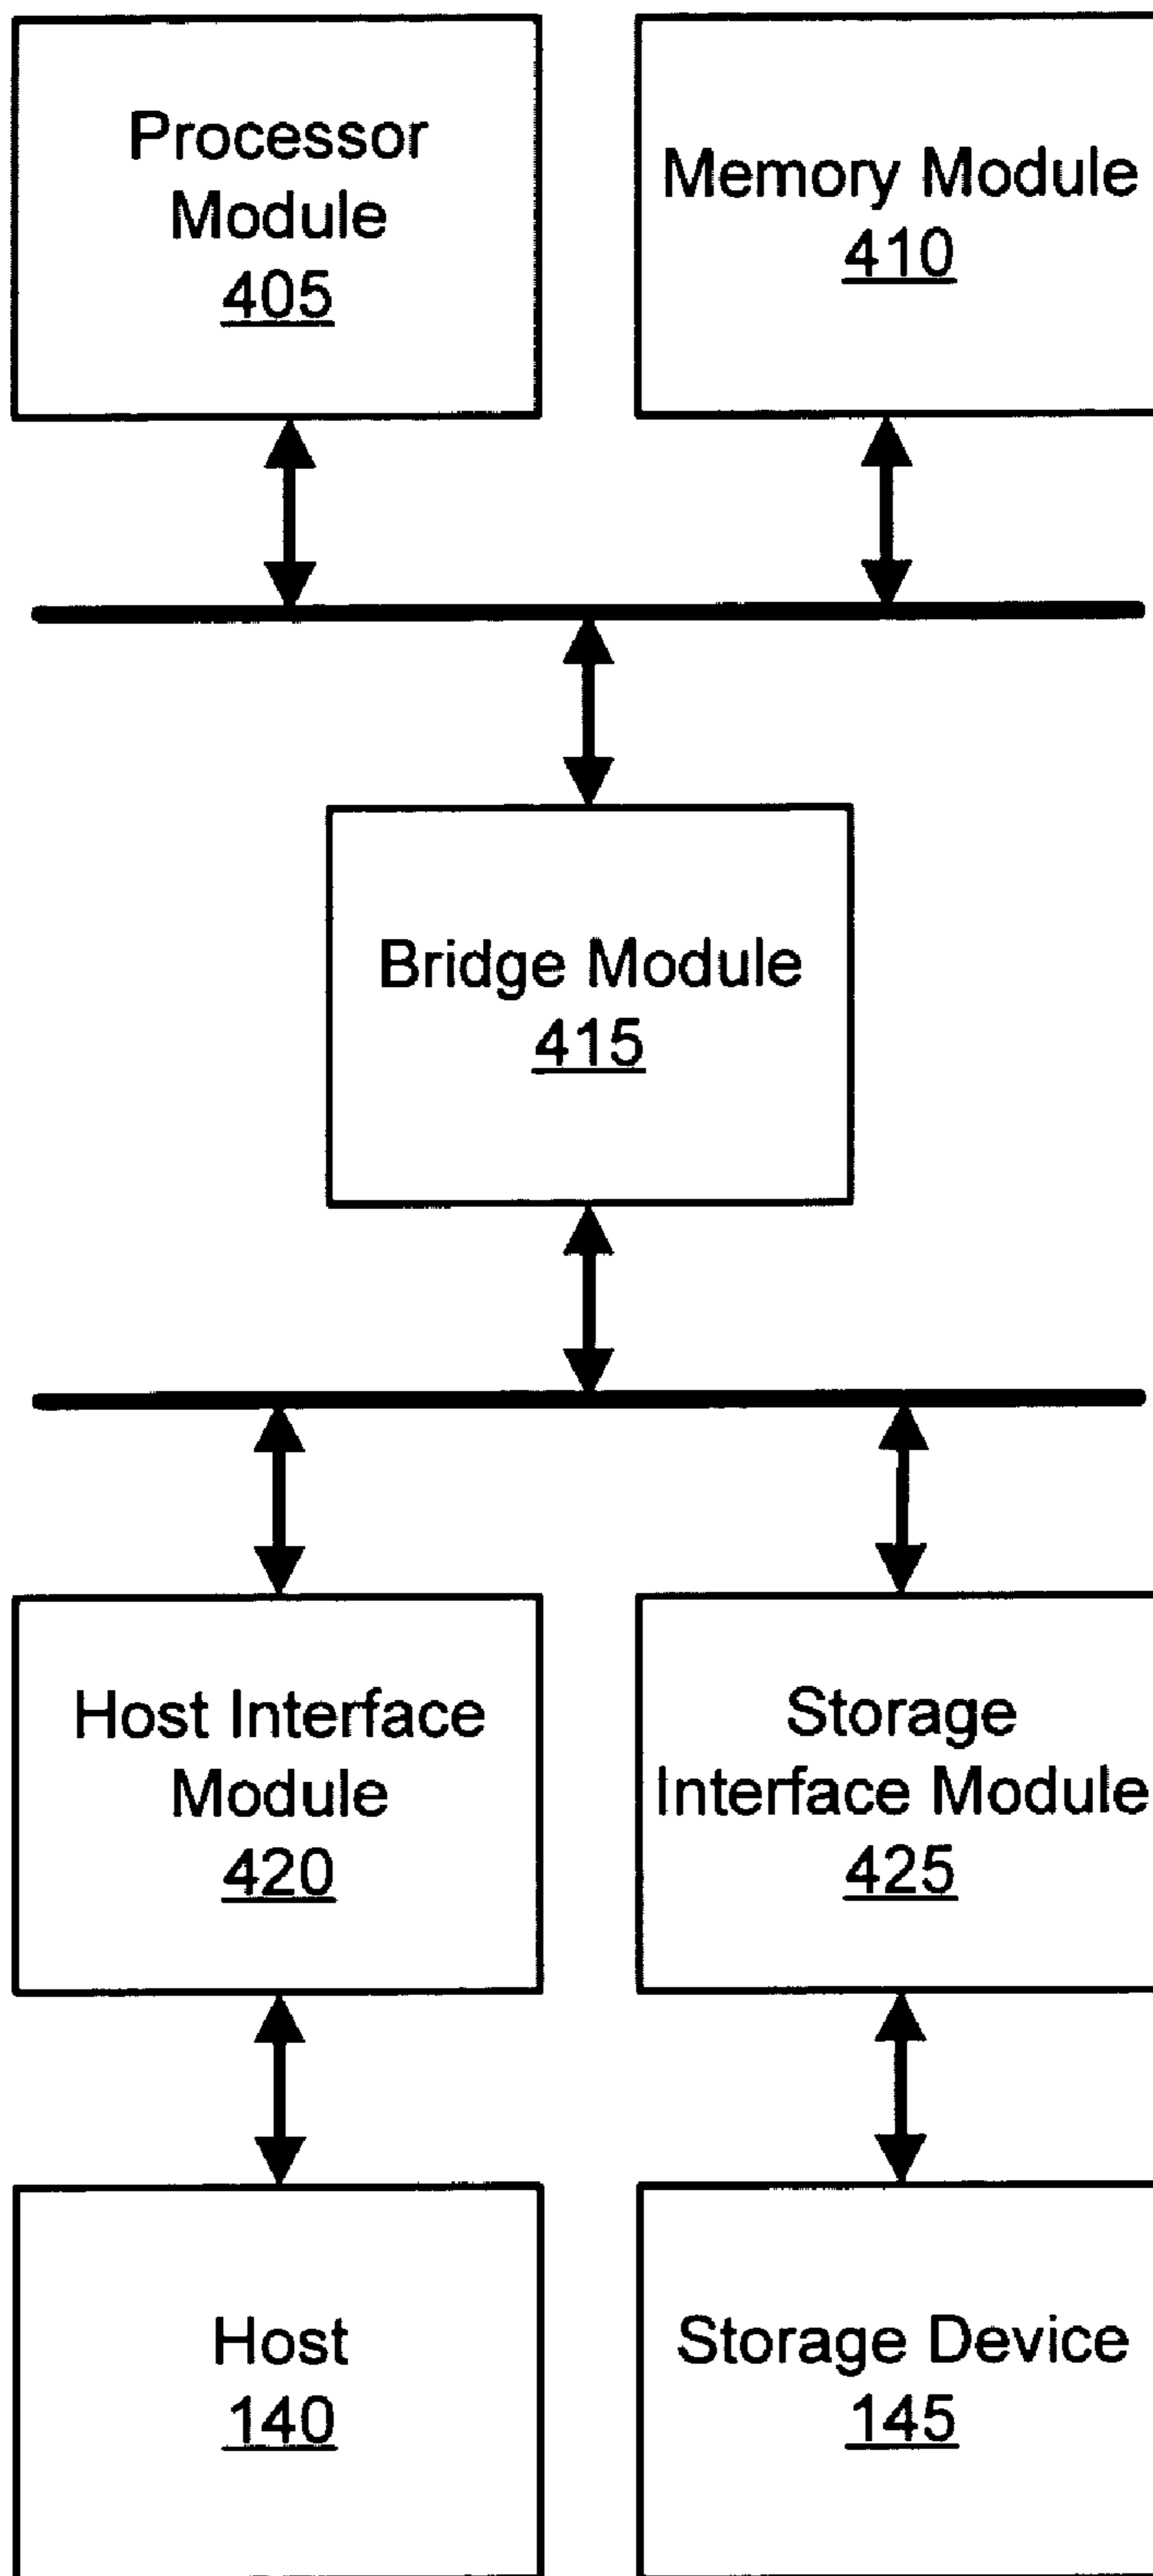 Processor
Module
405
Memory Module
410
Bridge Module
415
Host Interface
Module
420
Storage
Interface Module
425
Host
140
Storage Device
145